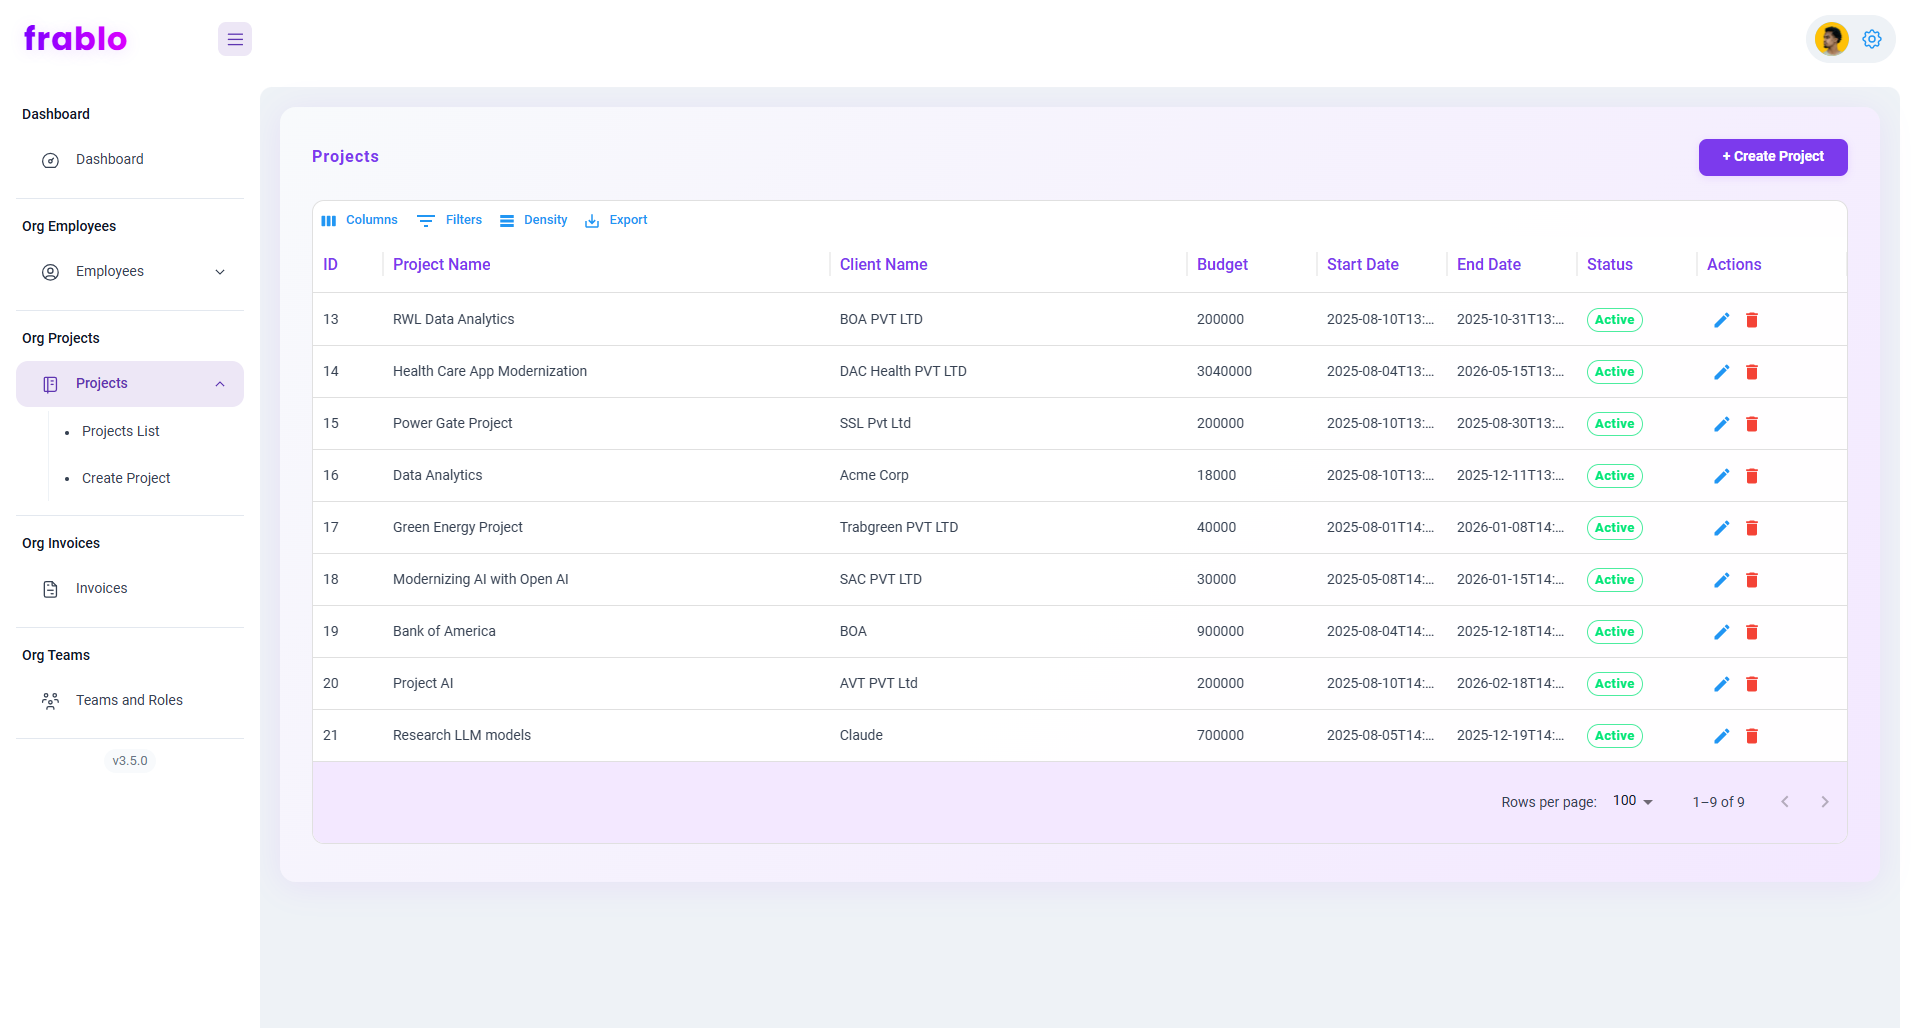 frablo
Dashboard
Dashboard
Org Employees
Employees
Org Projects
Projects
Projects List
Create Project
Org Invoices
Invoices
Org Teams
Teams and Roles
v3.5.0
Projects
+ Create Project
Columns Filters Density Export
ID Project Name Client Name Budget Start Date End Date Status Actions
13 RWL Data Analytics BOA PVT LTD 200000 2025-08-10T13:... 2025-10-31T13:... Active
14 Health Care App Modernization DAC Health PVT LTD 3040000 2025-08-04T13:... 2026-05-15T13:... Active
15 Power Gate Project SSL Pvt Ltd 200000 2025-08-10T13:... 2025-08-30T13:... Active
16 Data Analytics Acme Corp 18000 2025-08-10T13:... 2025-12-11T13:... Active
17 Green Energy Project Trabgreen PVT LTD 40000 2025-08-01T14:... 2026-01-08T14:... Active
18 Modernizing AI with Open AI SAC PVT LTD 30000 2025-05-08T14:... 2026-01-15T14:... Active
19 Bank of America BOA 900000 2025-08-04T14:... 2025-12-18T14:... Active
20 Project AI AVT PVT Ltd 200000 2025-08-10T14:... 2026-02-18T14:... Active
21 Research LLM models Claude 700000 2025-08-05T14:... 2025-12-19T14:... Active
Rows per page: 100 1–9 of 9